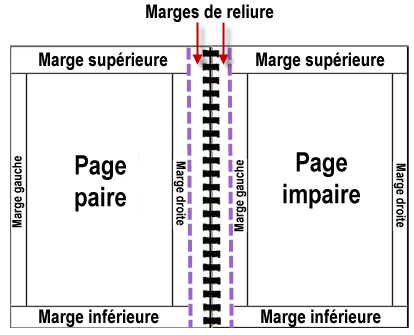 Marges de reliure
Marge supérieure
Marge supérieure
Marge gauche
Page
paire
Marge droite
Marge gauche
Page
impaire
Marge droite
Marge inférieure
Marge inférieure